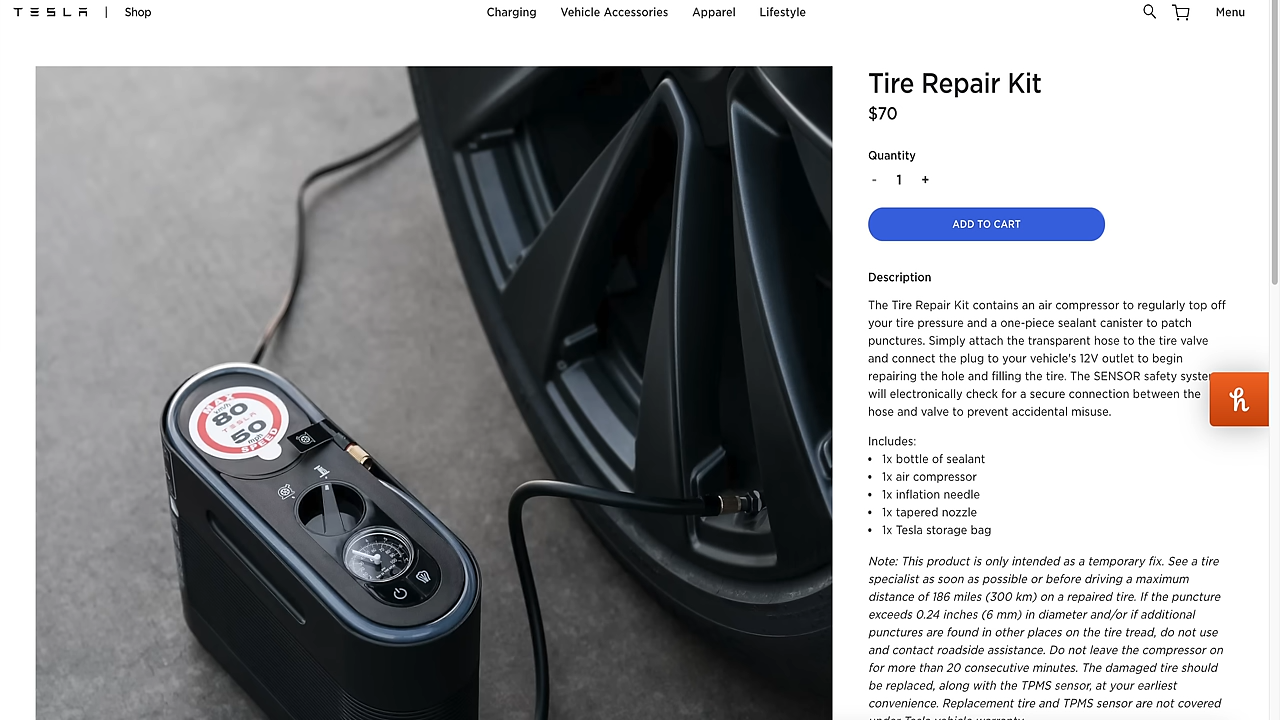 TESLA | Shop
Charging
Vehicle Accessories
Apparel
Lifestyle
Menu
Tire Repair Kit
$70
Quantity
- 1 +
ADD TO CART
Description
The Tire Repair Kit contains an air compressor to regularly top off
your tire pressure and a one-piece sealant canister to patch
punctures. Simply attach the transparent hose to the tire valve
and connect the plug to your vehicle's 12V outlet to begin
repairing the hole and filling the tire. The SENSOR safety
will electronically check for a secure connection between the
hose and valve to prevent accidental misuse.
Includes:
• 1x bottle of sealant
• 1x air compressor
• 1x inflation needle
• 1x tapered nozzle
• 1x Tesla storage bag
Note: This product is only intended as a temporary fix. See a tire
specialist as soon as possible or before driving a maximum
distance of 186 miles (300 km) on a repaired tire. If the puncture
exceeds 0.24 inches (6 mm) in diameter and/or if additional
punctures are found in other places on the tire tread, do not use
and contact roadside assistance. Do not leave the compressor on
for more than 20 consecutive minutes. The damaged tire should
be replaced, along with the TPMS sensor, at your earliest
convenience. Replacement tire and TPMS sensor are not covered
under Tesla vehicle warranty.
MAX
80
km/h
TESLA
50
mph
SPEED
h